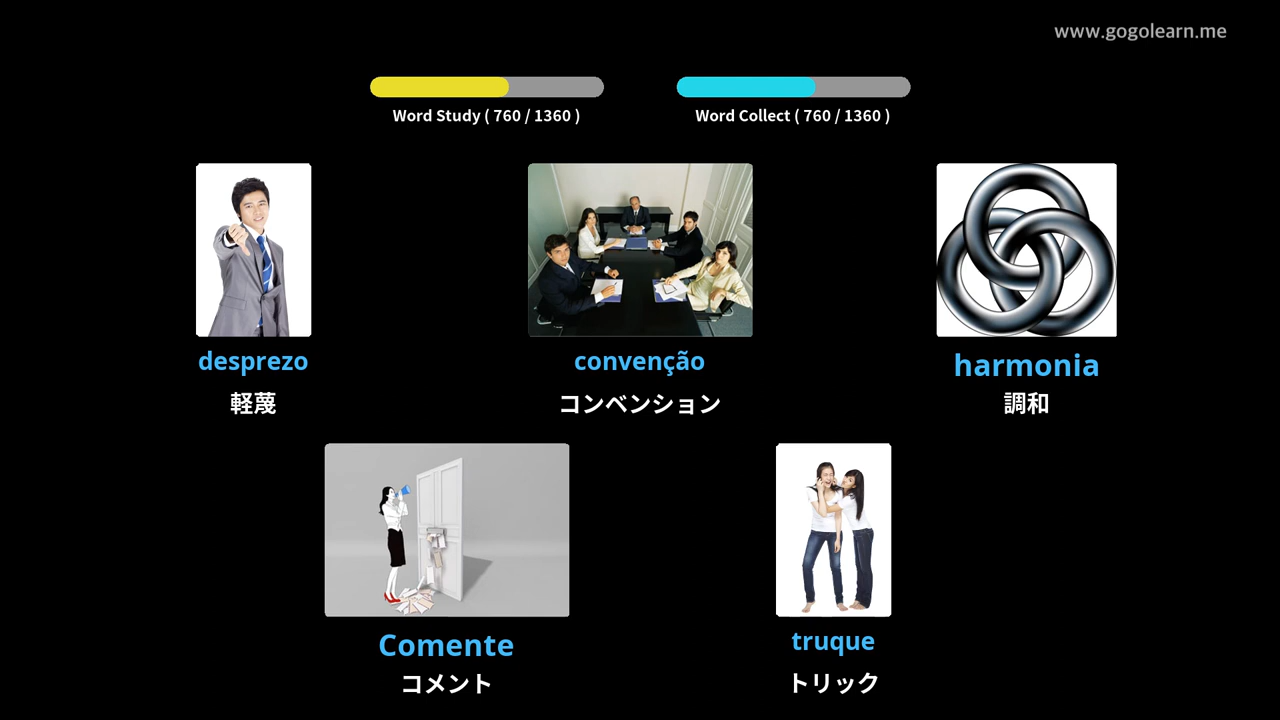 www.gogolearn.me
Word Study ( 760 / 1360 )
Word Collect ( 760 / 1360 )
desprezo
軽蔑
convenção
コンベンション
harmonia
調和
Comente
コメント
truque
トリック